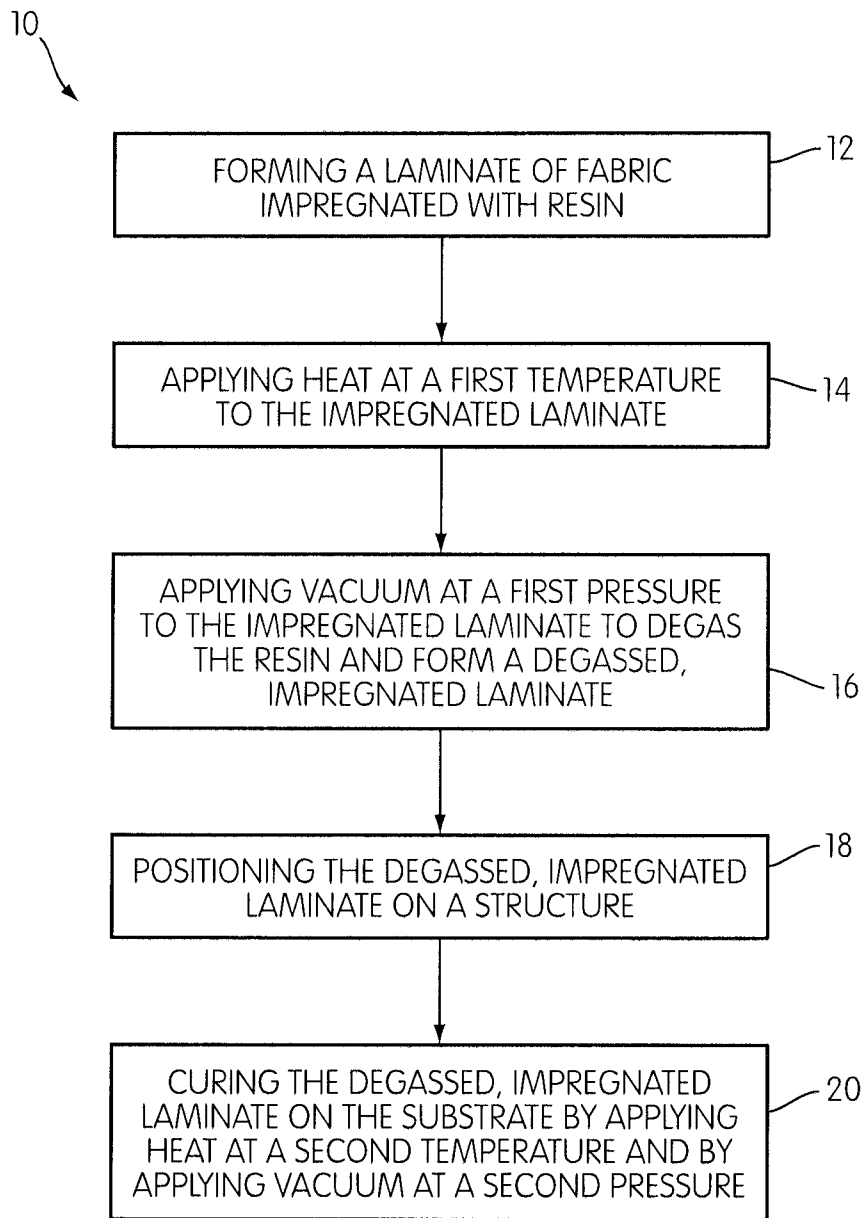 10
12
FORMING A LAMINATE OF FABRIC
IMPREGNATED WITH RESIN
14
APPLYING HEAT AT A FIRST TEMPERATURE
TO THE IMPREGNATED LAMINATE
APPLYING VACUUM AT A FIRST PRESSURE
TO THE IMPREGNATED LAMINATE TO DEGAS
THE RESIN AND FORM A DEGASSED,
IMPREGNATED LAMINATE
16
18
POSITIONING THE DEGASSED, IMPREGNATED
LAMINATE ON A STRUCTURE
20
CURING THE DEGASSED, IMPREGNATED
LAMINATE ON THE SUBSTRATE BY APPLYING
HEAT AT A SECOND TEMPERATURE AND BY
APPLYING VACUUM AT A SECOND PRESSURE